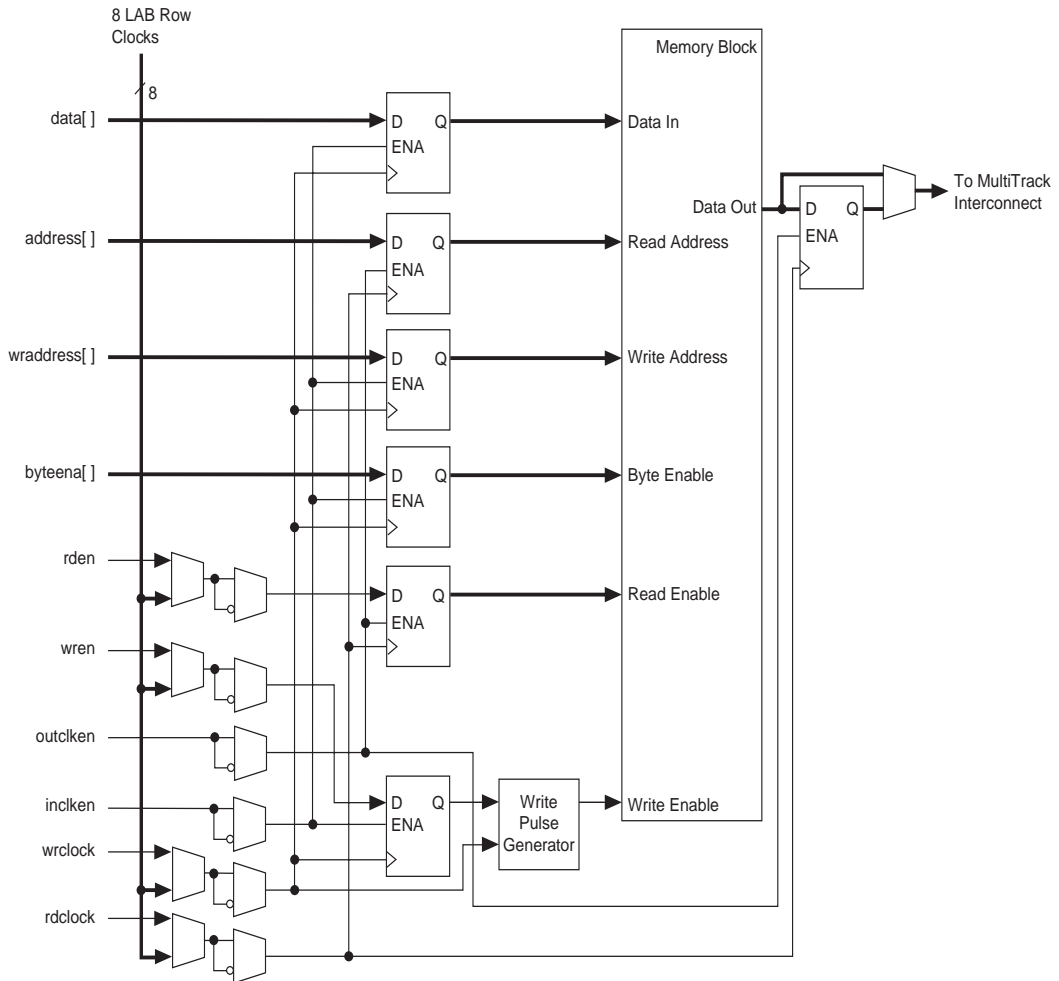 8 LAB Row
Clocks
8
Memory Block
data[ ]
D Q
ENA
Data In
To MultiTrack
Interconnect
Data Out
D Q
ENA
address[ ]
D Q
ENA
Read Address
wraddress[ ]
D Q
ENA
Write Address
byteena[ ]
D Q
ENA
Byte Enable
rden
D Q
ENA
Read Enable
wren
outclken
inclken
D Q
ENA
Write
Pulse
Generator
Write Enable
wrclock
rdclock